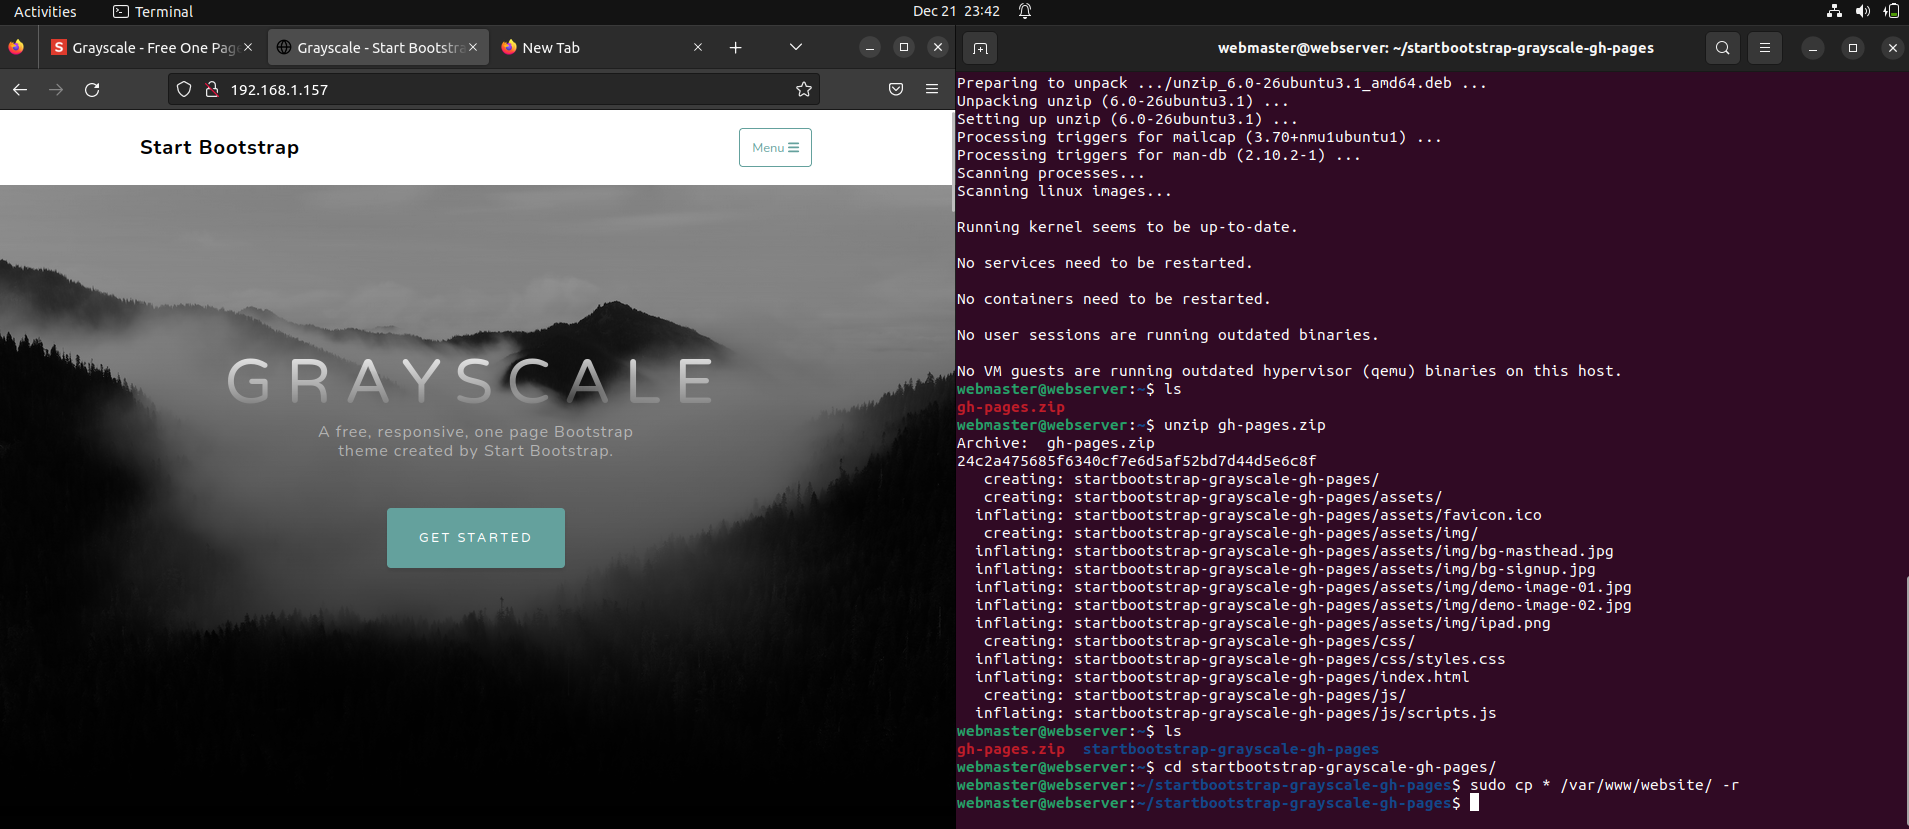 Activities
Terminal
Dec 21 23:42
Grayscale - Free One Page
Grayscale - Start Bootstra
New Tab
192.168.1.157
Start Bootstrap
Menu
GRAYSCALE
A free, responsive, one page Bootstrap
theme created by Start Bootstrap.
GET STARTED
webmaster@webserver: ~/startbootstrap-grayscale-gh-pages
Preparing to unpack .../unzip_6.0-26ubuntu3.1_amd64.deb ...
Unpacking unzip (6.0-26ubuntu3.1) ...
Setting up unzip (6.0-26ubuntu3.1) ...
Processing triggers for mailcap (3.70+nmu1ubuntu1) ...
Processing triggers for man-db (2.10.2-1) ...
Scanning processes...
Scanning linux images...
Running kernel seems to be up-to-date.
No services need to be restarted.
No containers need to be restarted.
No user sessions are running outdated binaries.
No VM guests are running outdated hypervisor (qemu) binaries on this host.
webmaster@webserver:~$ ls
gh-pages.zip
webmaster@webserver:~$ unzip gh-pages.zip
Archive:  gh-pages.zip
24c2a475685f6340cf7e6d5af52bd7d44d5e6c8f
   creating: startbootstrap-grayscale-gh-pages/
   creating: startbootstrap-grayscale-gh-pages/assets/
  inflating: startbootstrap-grayscale-gh-pages/assets/favicon.ico
   creating: startbootstrap-grayscale-gh-pages/assets/img/
  inflating: startbootstrap-grayscale-gh-pages/assets/img/bg-masthead.jpg
  inflating: startbootstrap-grayscale-gh-pages/assets/img/bg-signup.jpg
  inflating: startbootstrap-grayscale-gh-pages/assets/img/demo-image-01.jpg
  inflating: startbootstrap-grayscale-gh-pages/assets/img/demo-image-02.jpg
  inflating: startbootstrap-grayscale-gh-pages/assets/img/ipad.png
   creating: startbootstrap-grayscale-gh-pages/css/
  inflating: startbootstrap-grayscale-gh-pages/css/styles.css
  inflating: startbootstrap-grayscale-gh-pages/index.html
   creating: startbootstrap-grayscale-gh-pages/js/
  inflating: startbootstrap-grayscale-gh-pages/js/scripts.js
webmaster@webserver:~$ ls
gh-pages.zip  startbootstrap-grayscale-gh-pages
webmaster@webserver:~$ cd startbootstrap-grayscale-gh-pages/
webmaster@webserver:~/startbootstrap-grayscale-gh-pages$ sudo cp * /var/www/website/ -r
webmaster@webserver:~/startbootstrap-grayscale-gh-pages$